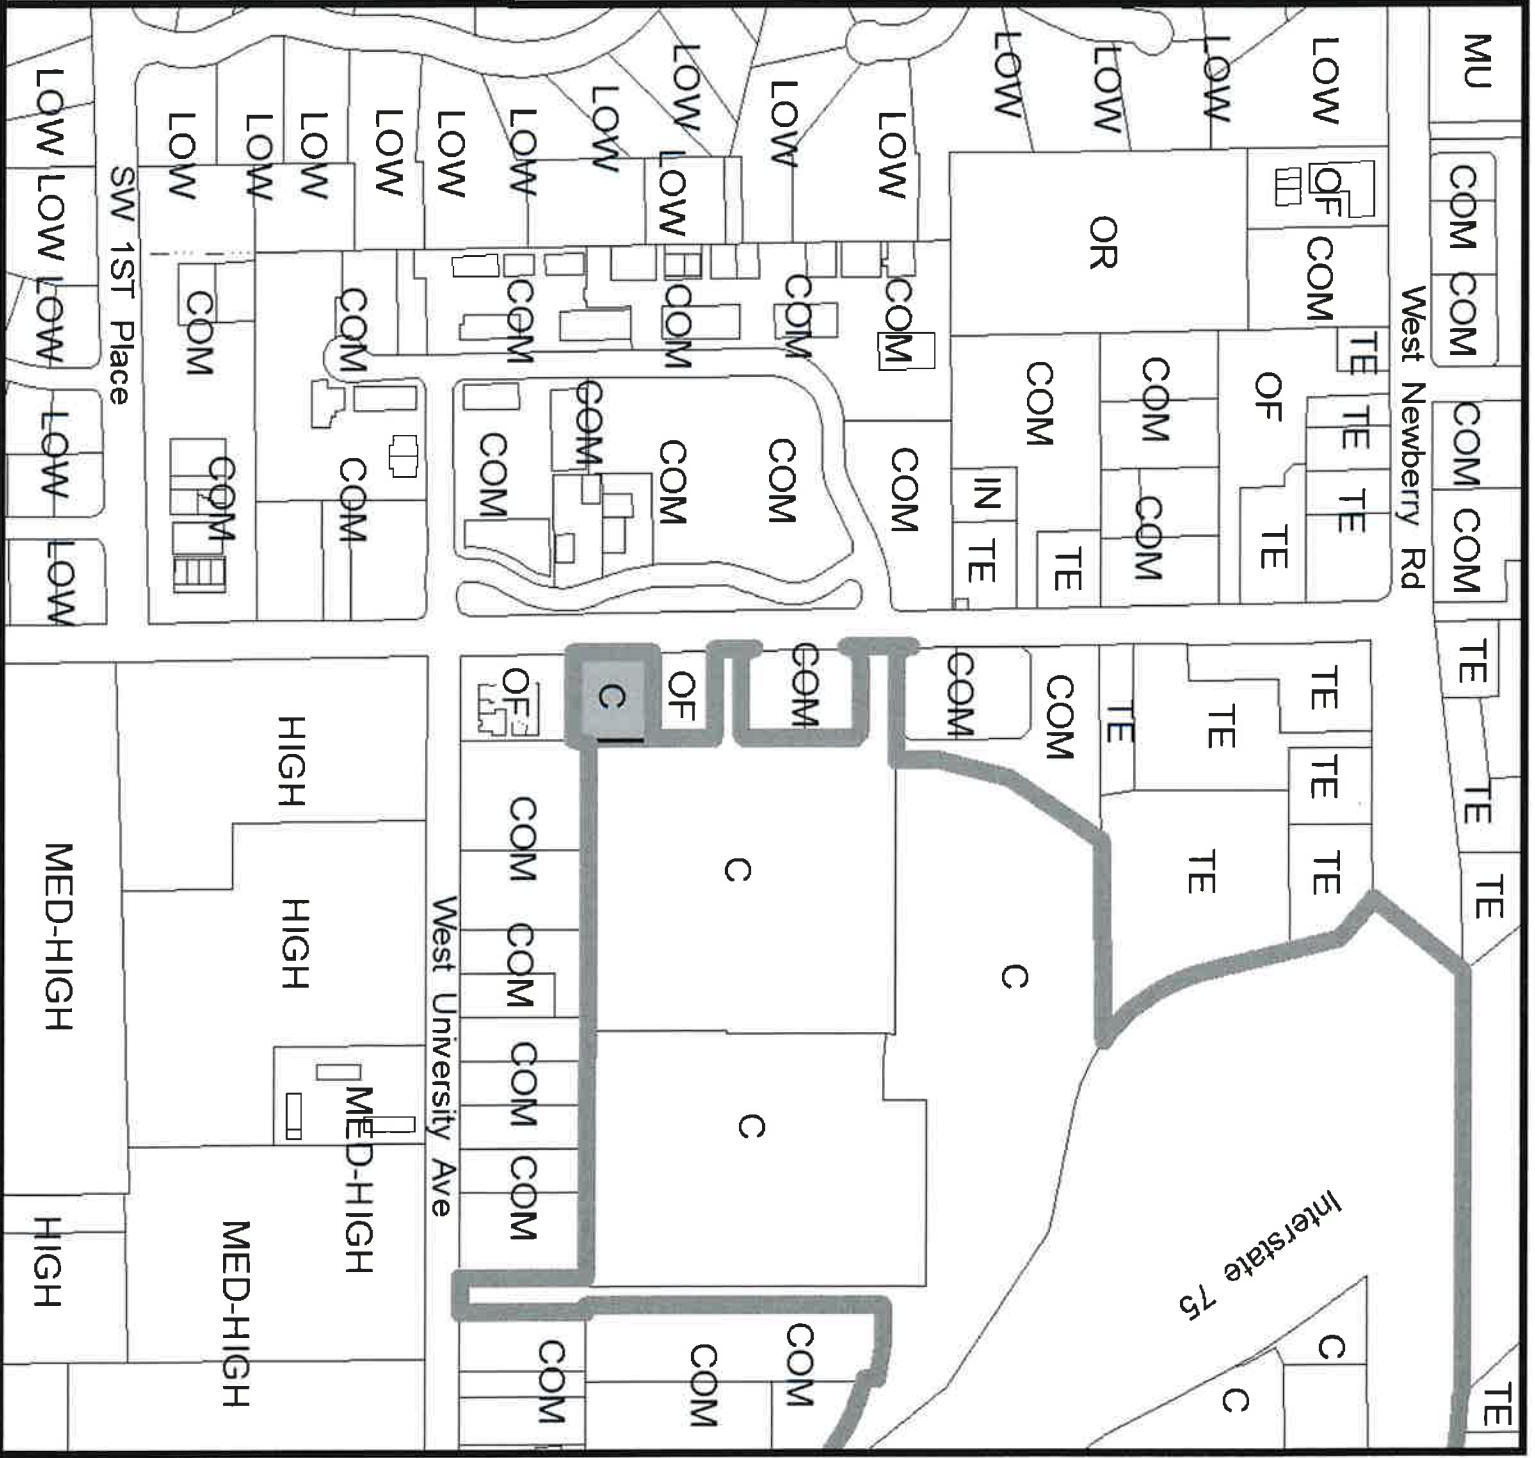 MU COM COM COM COM TE TE TE TE
West Newberry Rd
LOW OF COM TE TE TE TE TE TE C
LOW OF TE TE TE C
Interstate 75
LOW OR COM COM TE
LOW COM TE COM C
IN TE COM
LOW COM COM
LOW COM COM COM COM
C C
LOW LOW COM COM OF COM
LOW COM C
LOW COM COM OF COM COM COM COM COM
LOW
West University Ave
LOW COM COM MED-HIGH
LOW HIGH HIGH
LOW MED-HIGH
LOW COM COM
SW 1ST Place
LOW LOW LOW LOW LOW MED-HIGH HIGH